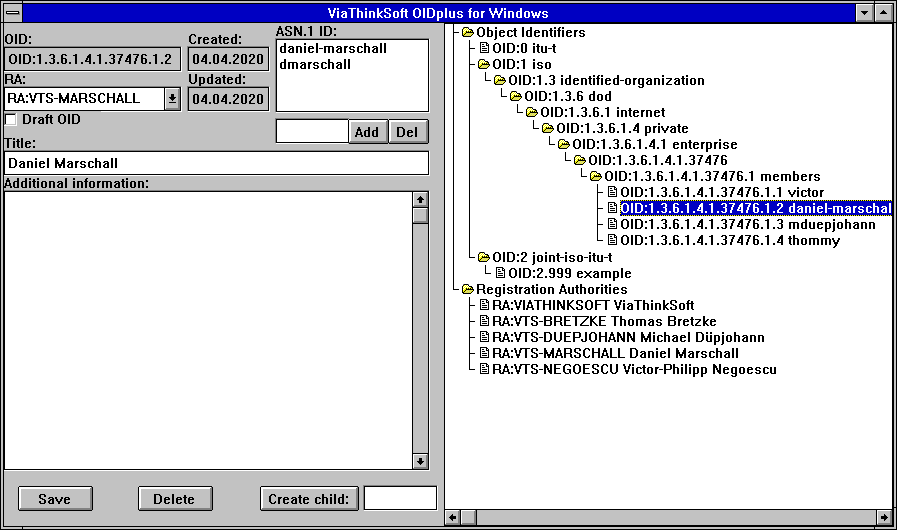 ViaThinkSoft OIDplus for Windows
OID:
OID:1.3.6.1.4.1.37476.1.2
Created:
04.04.2020
ASN.1 ID:
daniel-marschall
dmarschall
RA:
RA:VTS-MARSCHALL
Updated:
04.04.2020
Draft OID
Add
Del
Title:
Daniel Marschall
Additional information:
Save
Delete
Create child:
Object Identifiers
OID:0 itu-t
OID:1 iso
OID:1.3 identified-organization
OID:1.3.6 dod
OID:1.3.6.1 internet
OID:1.3.6.1.4 private
OID:1.3.6.1.4.1 enterprise
OID:1.3.6.1.4.1.37476
OID:1.3.6.1.4.1.37476.1 members
OID:1.3.6.1.4.1.37476.1.1 victor
OID:1.3.6.1.4.1.37476.1.2 daniel-marschal
OID:1.3.6.1.4.1.37476.1.3 mduepjohann
OID:1.3.6.1.4.1.37476.1.4 thommy
OID:2 joint-iso-itu-t
OID:2.999 example
Registration Authorities
RA:VIATHINKSOFT ViaThinkSoft
RA:VTS-BRETZKE Thomas Bretzke
RA:VTS-DUEPJOHANN Michael Düpjohann
RA:VTS-MARSCHALL Daniel Marschall
RA:VTS-NEGOESCU Victor-Philipp Negoescu